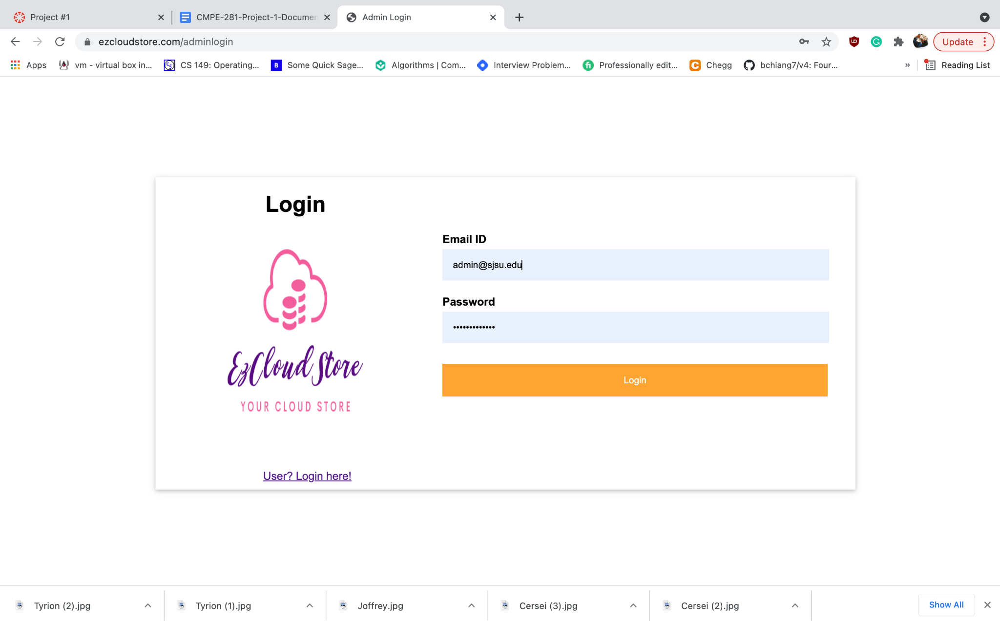 Project #1
CMPE-281-Project-1-Documen
Admin Login
ezcloudstore.com/adminlogin
Update
Apps
vm - virtual box in...
CS 149: Operating...
Some Quick Sage...
Algorithms | Com...
Interview Problem...
Professionally edit...
Chegg
bchiang7/v4: Four...
»
Reading List
Login
Email ID
admin@sjsu.edu
Password
•••••••••••••
Login
EzCloud Store
YOUR CLOUD STORE
User? Login here!
Tyrion (2).jpg
Tyrion (1).jpg
Joffrey.jpg
Cersei (3).jpg
Cersei (2).jpg
Show All